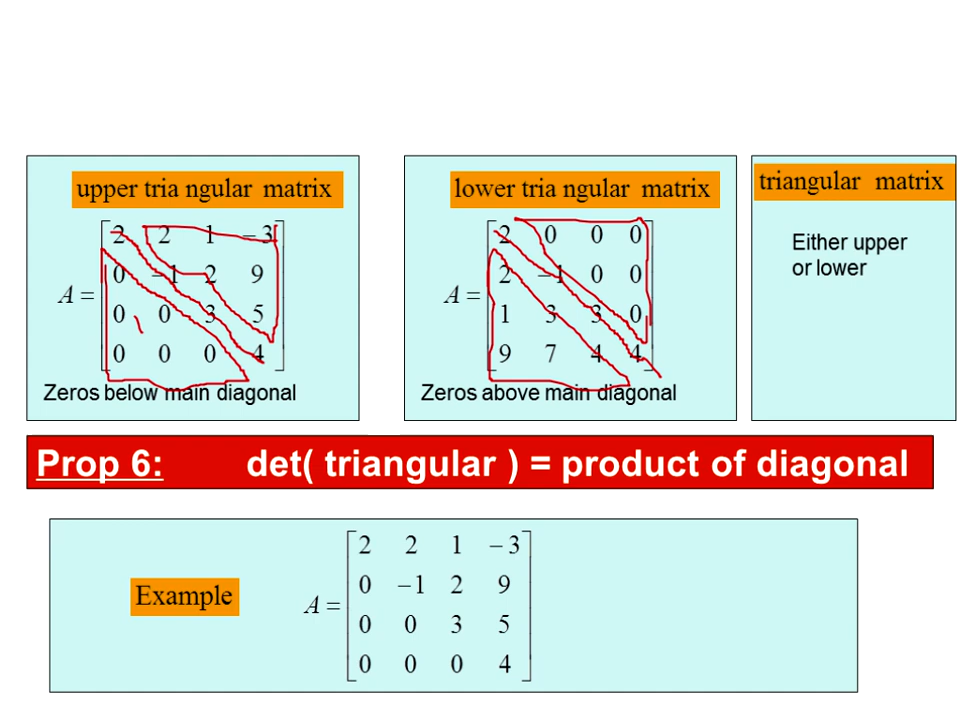 upper tria ngular matrix
A =
2 2 1 −3
0 −1 2 9
0 0 3 5
0 0 0 4
Zeros below main diagonal
lower tria ngular matrix
A =
2 0 0 0
2 −1 0 0
1 3 3 0
9 7 4 4
Zeros above main diagonal
triangular matrix
Either upper
or lower
Prop 6: det( triangular ) = product of diagonal
Example
A =
2 2 1 −3
0 −1 2 9
0 0 3 5
0 0 0 4